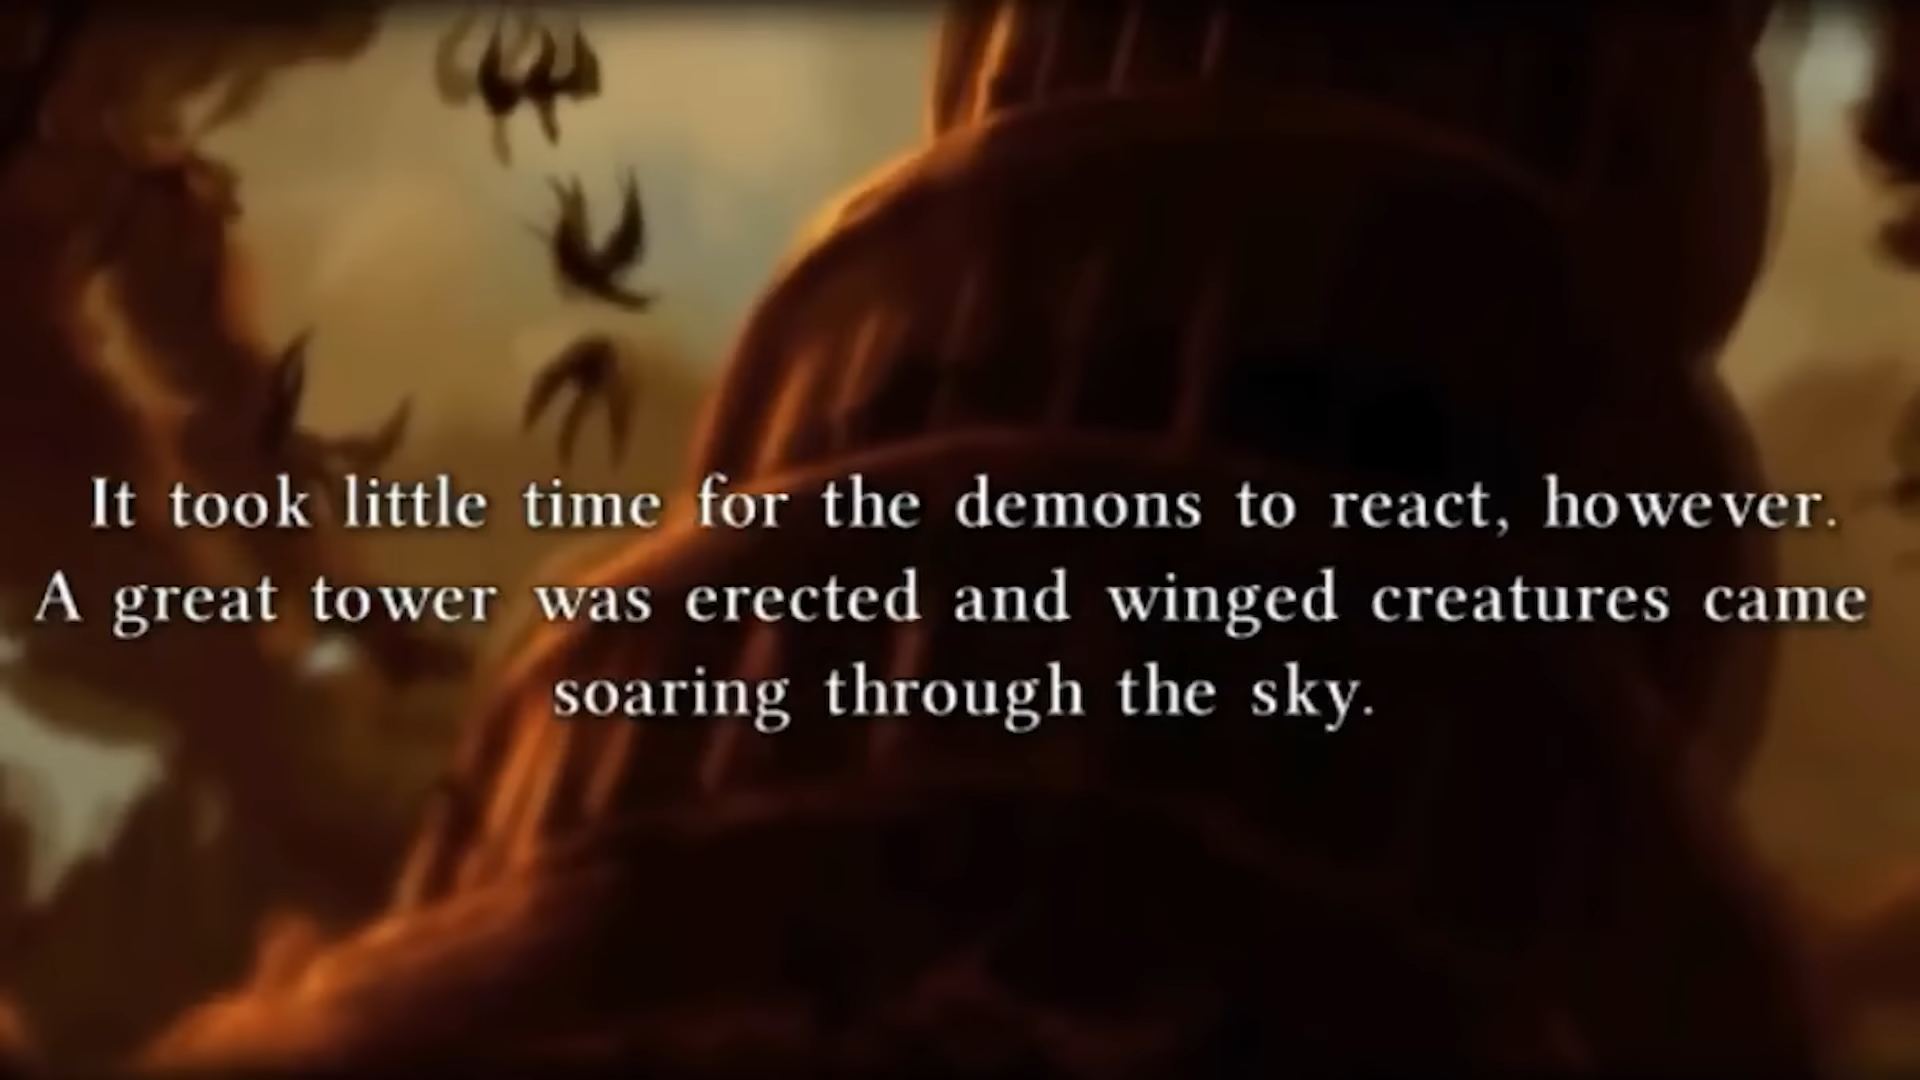 It took little time for the demons to react, however.
A great tower was erected and winged creatures came
soaring through the sky.